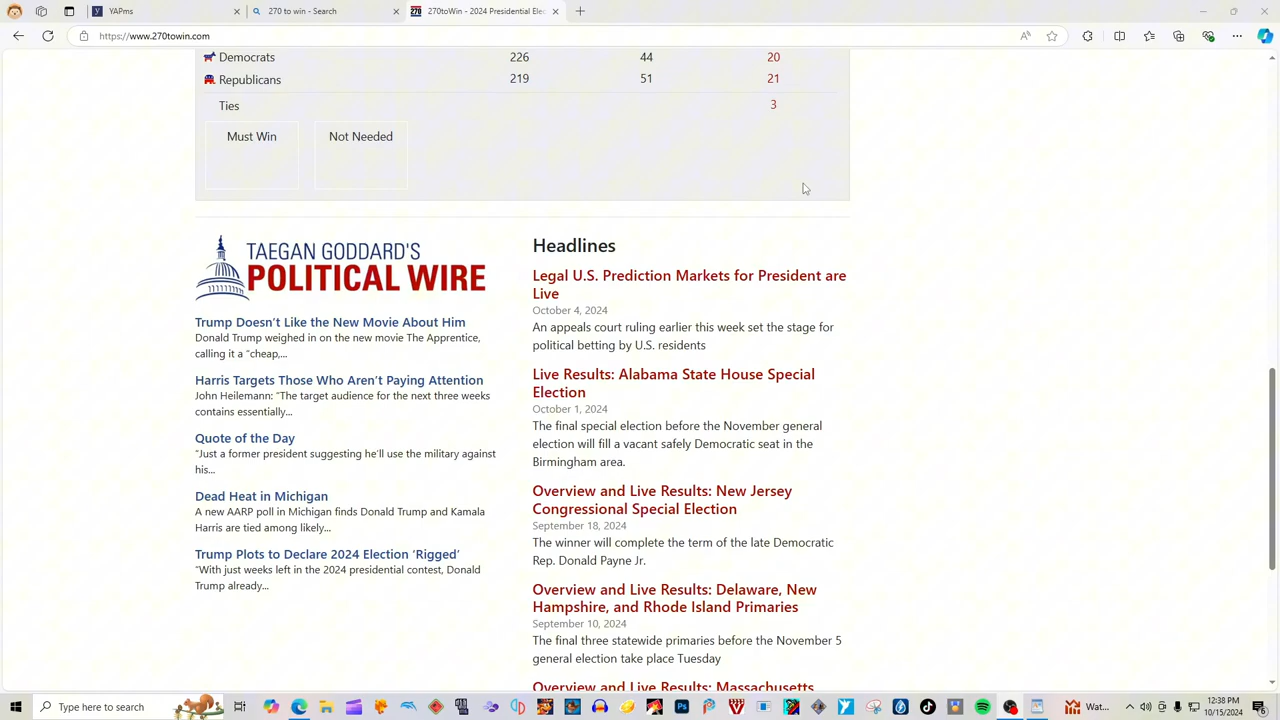 YAPms
270 to win - Search
270toWin - 2024 Presidential Elec
https://www.270towin.com
Democrats 226 44 20
Republicans 219 51 21
Ties 3
Must Win Not Needed
TAEGAN GODDARD'S
POLITICAL WIRE
Trump Doesn't Like the New Movie About Him
Donald Trump weighed in on the new movie The Apprentice,
calling it a "cheap,...
Harris Targets Those Who Aren't Paying Attention
John Heilemann: "The target audience for the next three weeks
contains essentially...
Quote of the Day
"Just a former president suggesting he'll use the military against
his...
Dead Heat in Michigan
A new AARP poll in Michigan finds Donald Trump and Kamala
Harris are tied among likely...
Trump Plots to Declare 2024 Election 'Rigged'
"With just weeks left in the 2024 presidential contest, Donald
Trump already...
Headlines
Legal U.S. Prediction Markets for President are
Live
October 4, 2024
An appeals court ruling earlier this week set the stage for
political betting by U.S. residents
Live Results: Alabama State House Special
Election
October 1, 2024
The final special election before the November general
election will fill a vacant safely Democratic seat in the
Birmingham area.
Overview and Live Results: New Jersey
Congressional Special Election
September 18, 2024
The winner will complete the term of the late Democratic
Rep. Donald Payne Jr.
Overview and Live Results: Delaware, New
Hampshire, and Rhode Island Primaries
September 10, 2024
The final three statewide primaries before the November 5
general election take place Tuesday
Overview and Live Results: Massachusetts
Type here to search
Wat...
12:38 PM
10/15/2024